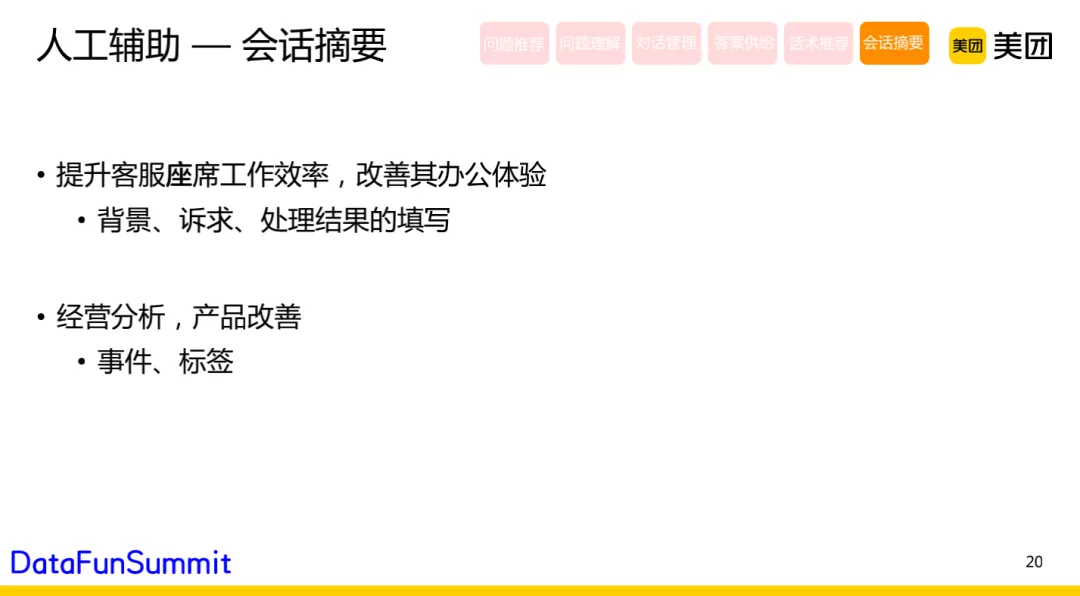 人工辅助 — 会话摘要
问题推荐 问题理解 对话管理 答案供给 话术推荐 会话摘要 美团 美团
• 提升客服座席工作效率，改善其办公体验
• 背景、诉求、处理结果的填写
• 经营分析，产品改善
• 事件、标签
DataFunSummit
20